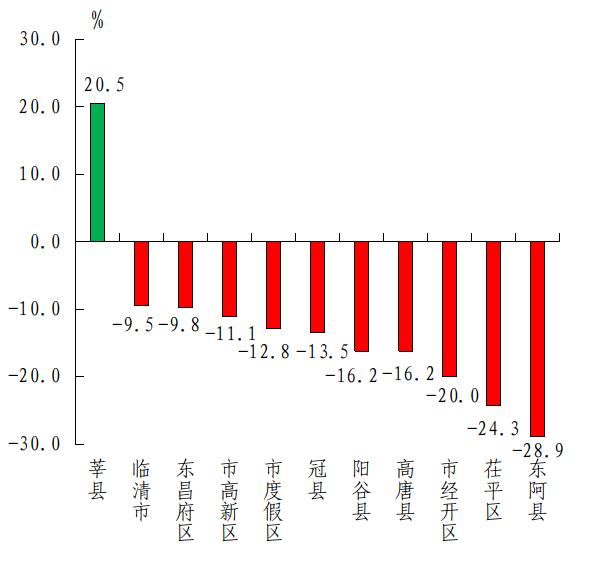 %
30.0
20.0
10.0
0.0
-10.0
-20.0
-30.0
20.5
-9.5
-9.8
-11.1
-12.8
-13.5
-16.2
-16.2
-20.0
-24.3
-28.9
莘县
临清市
东昌府区
市高新区
市度假区
冠县
阳谷县
高唐县
市经开区
茌平区
东阿县